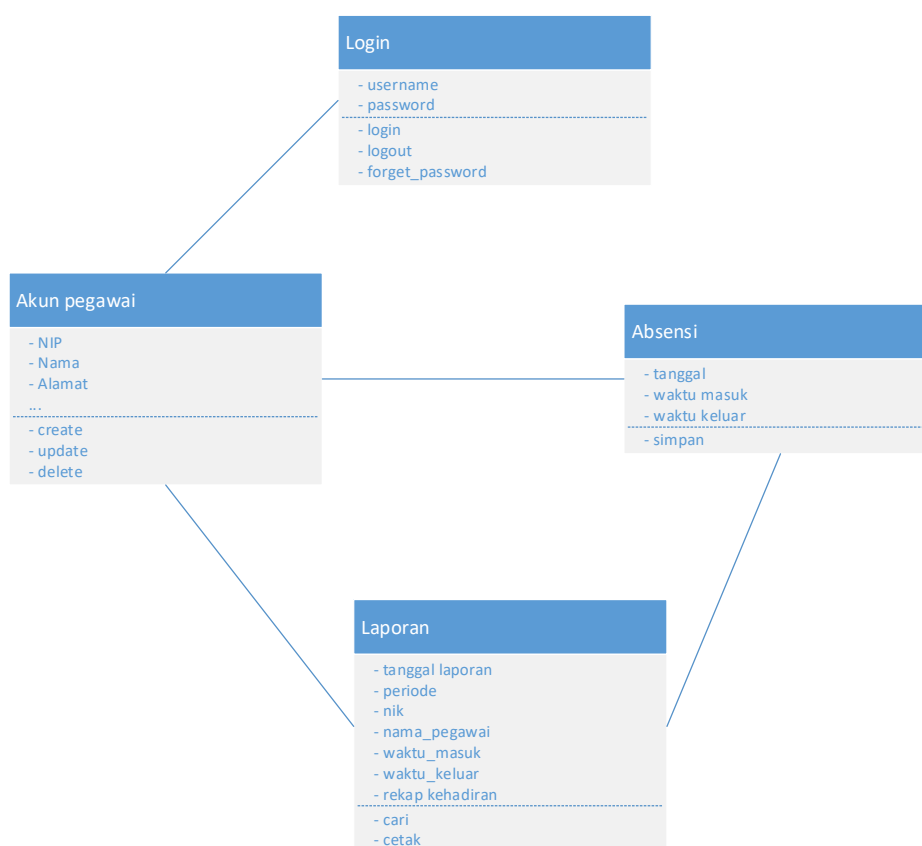 Login
- username
- password
- login
- logout
- forget_password
Akun pegawai
- NIP
- Nama
- Alamat
...
- create
- update
- delete
Absensi
- tanggal
- waktu masuk
- waktu keluar
- simpan
Laporan
- tanggal laporan
- periode
- nik
- nama_pegawai
- waktu_masuk
- waktu_keluar
- rekap kehadiran
- cari
- cetak